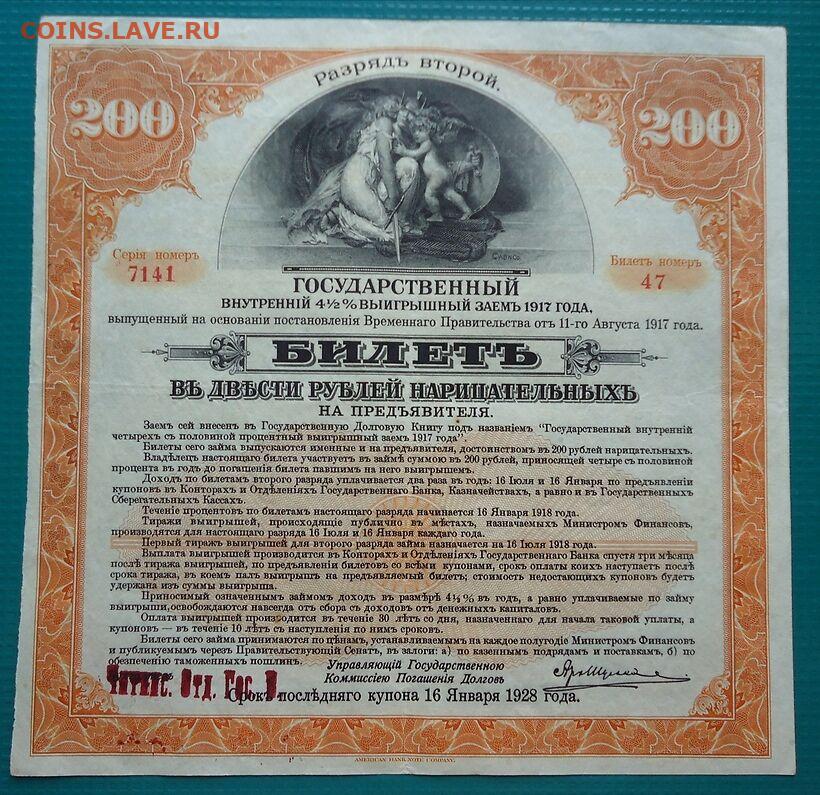 COINS.LAVE.RU
Разрядъ второй.
200 200
Серія номеръ
7141
Билетъ номеръ
47
ГОСУДАРСТВЕННЫЙ
ВНУТРЕННІЙ 4½% ВЫИГРЫШНЫЙ ЗАЕМЪ 1917 ГОДА,
выпущенный на основаніи постановленія Временнаго Правительства отъ 11-го Августа 1917 года.
БИЛЕТЪ
ВЪ ДВѢСТИ РУБЛЕЙ НАРИЦАТЕЛЬНЫХЪ
НА ПРЕДЪЯВИТЕЛЯ.
Заемъ сей внесенъ въ Государственную Долговую Книгу подъ названіемъ "Государственный внутренній
четырехъ съ половиной процентный выигрышный заемъ 1917 года".
Билеты сего займа выпускаются именные и на предъявителя, достоинствомъ въ 200 рублей нарицательныхъ.
Владѣлецъ настоящаго билета участвуетъ въ займѣ суммою въ 200 рублей, приносящей четыре съ половиной
процента въ годъ до погашенія билета павшимъ на него выигрышемъ.
Доходъ по билетамъ второго разряда уплачивается два раза въ годъ: 16 Іюля и 16 Января по предъявленіи
купоновъ въ Конторахъ и Отдѣленіяхъ Государственнаго Банка, Казначействахъ, а равно и въ Государственныхъ
Сберегательныхъ Кассахъ.
Теченіе процентовъ по билетамъ настоящаго разряда начинается 16 Января 1918 года.
Тиражи выигрышей, происходящіе публично въ мѣстахъ, назначаемыхъ Министромъ Финансовъ,
производятся для настоящаго разряда 16 Іюля и 16 Января каждаго года.
Первый тиражъ выигрышей для второго разряда займа назначается на 16 Іюля 1918 года.
Выплата выигрышей производится въ Конторахъ и Отдѣленіяхъ Государственнаго Банка спустя три мѣсяца
послѣ тиража выигрышей, по предъявленіи билетовъ со всѣми купонами, срокъ оплаты коихъ наступаетъ послѣ
срока тиража, въ коемъ палъ выигрышъ на предъявляемый билетъ; стоимость недостающихъ купоновъ будетъ
удержана изъ суммы выигрыша.
Приносимый означеннымъ займомъ доходъ въ размѣрѣ 4½% въ годъ, а равно уплачиваемые по займу
выигрыши, освобождаются навсегда отъ сбора съ доходовъ отъ денежныхъ капиталовъ.
Оплата выигрышей производится въ теченіе 30 лѣтъ со дня, назначеннаго для начала таковой уплаты, а
купоновъ — въ теченіе 10 лѣтъ съ наступленія по нимъ сроковъ.
Билеты сего займа принимаются по цѣнамъ, устанавливаемымъ на каждое полугодіе Министромъ Финансовъ
и публикуемымъ черезъ Правительствующій Сенатъ, въ залоги: а) по казеннымъ подрядамъ и поставкамъ, б) по
обезпеченію таможенныхъ пошлинъ.
Управляющій Государственною
Коммиссіею Погашенія Долговъ
Отд. Гос. Б.
Срокъ послѣдняго купона 16 Января 1928 года.
AMERICAN BANK NOTE COMPANY.